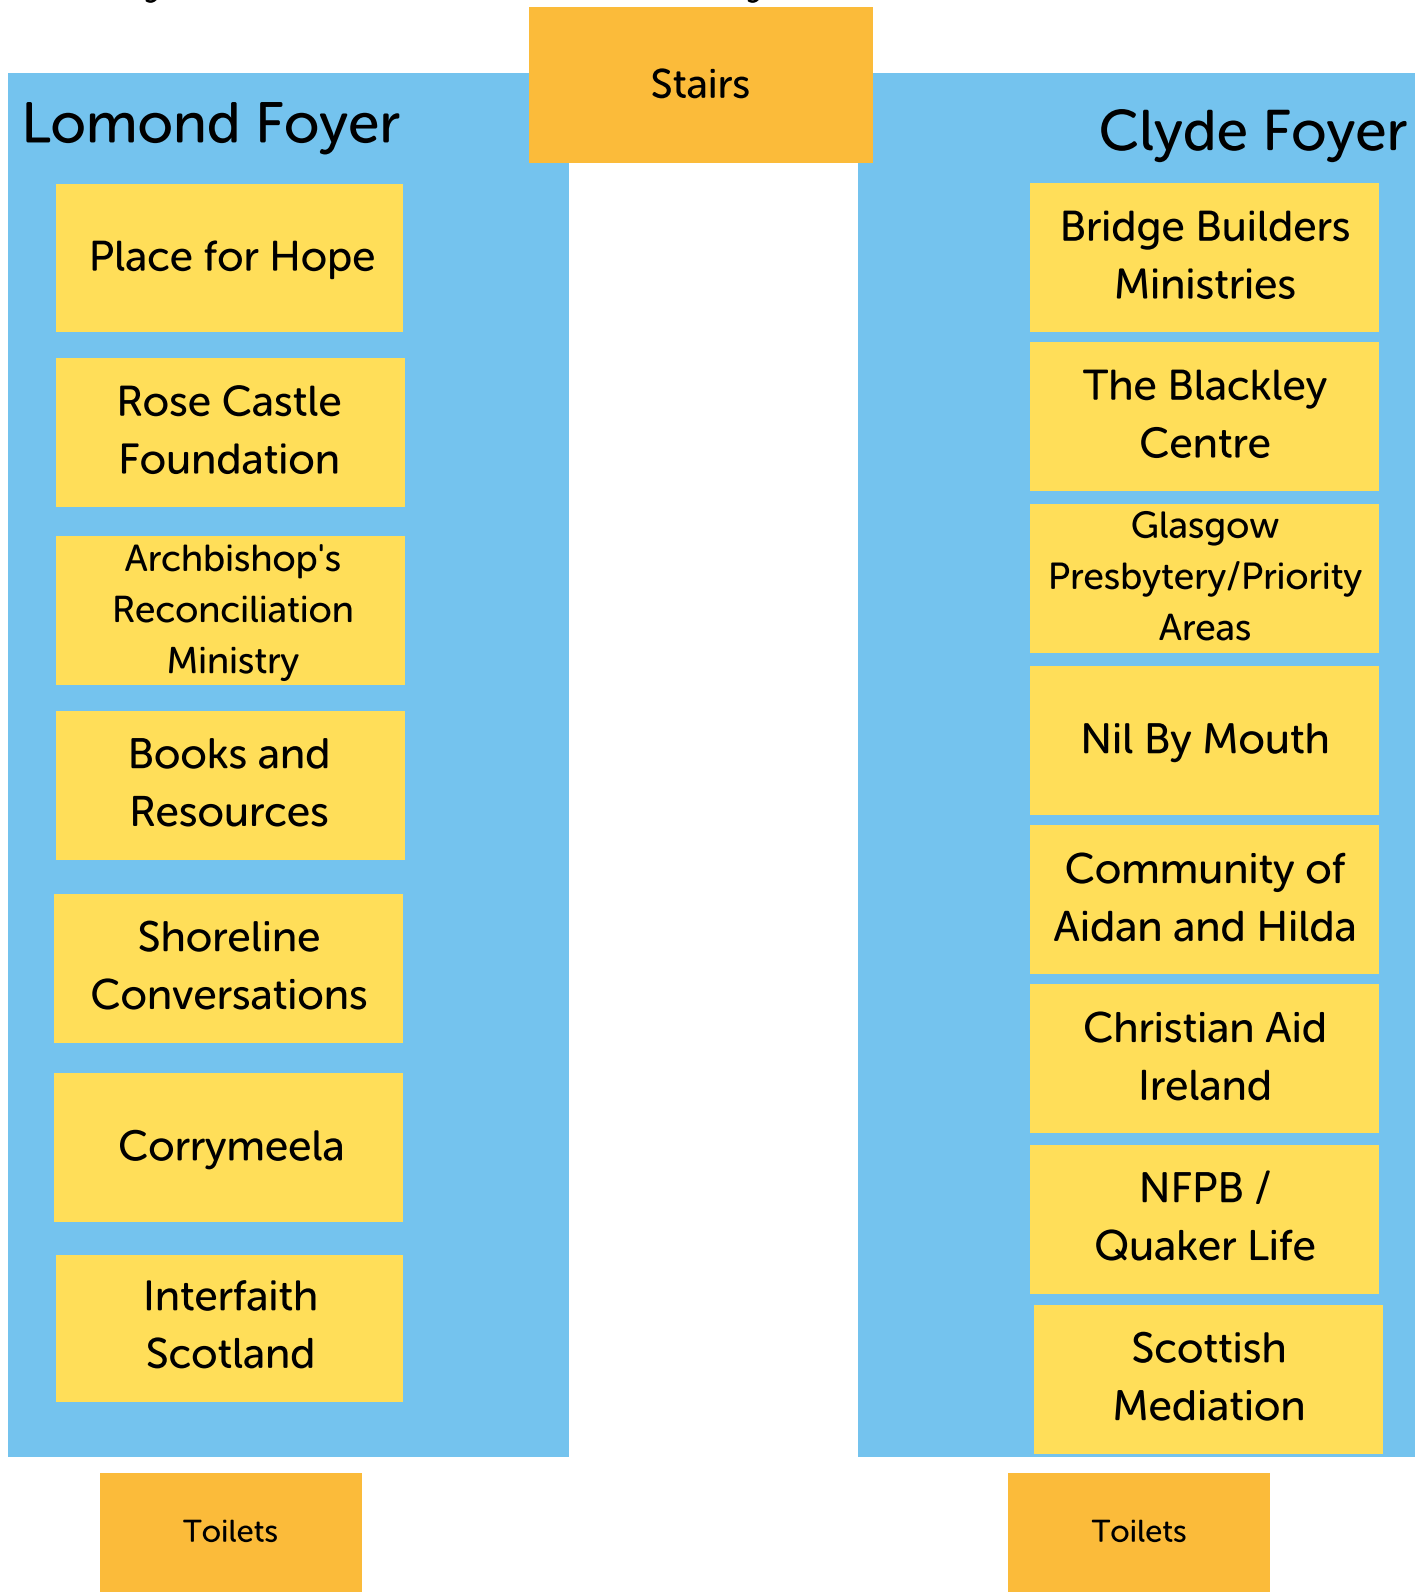 Stairs
Lomond Foyer
Place for Hope
Rose Castle
Foundation
Archbishop's
Reconciliation
Ministry
Books and
Resources
Shoreline
Conversations
Corrymeela
Interfaith
Scotland
Toilets
Clyde Foyer
Bridge Builders
Ministries
The Blackley
Centre
Glasgow
Presbytery/Priority
Areas
Nil By Mouth
Community of
Aidan and Hilda
Christian Aid
Ireland
NFPB /
Quaker Life
Scottish
Mediation
Toilets